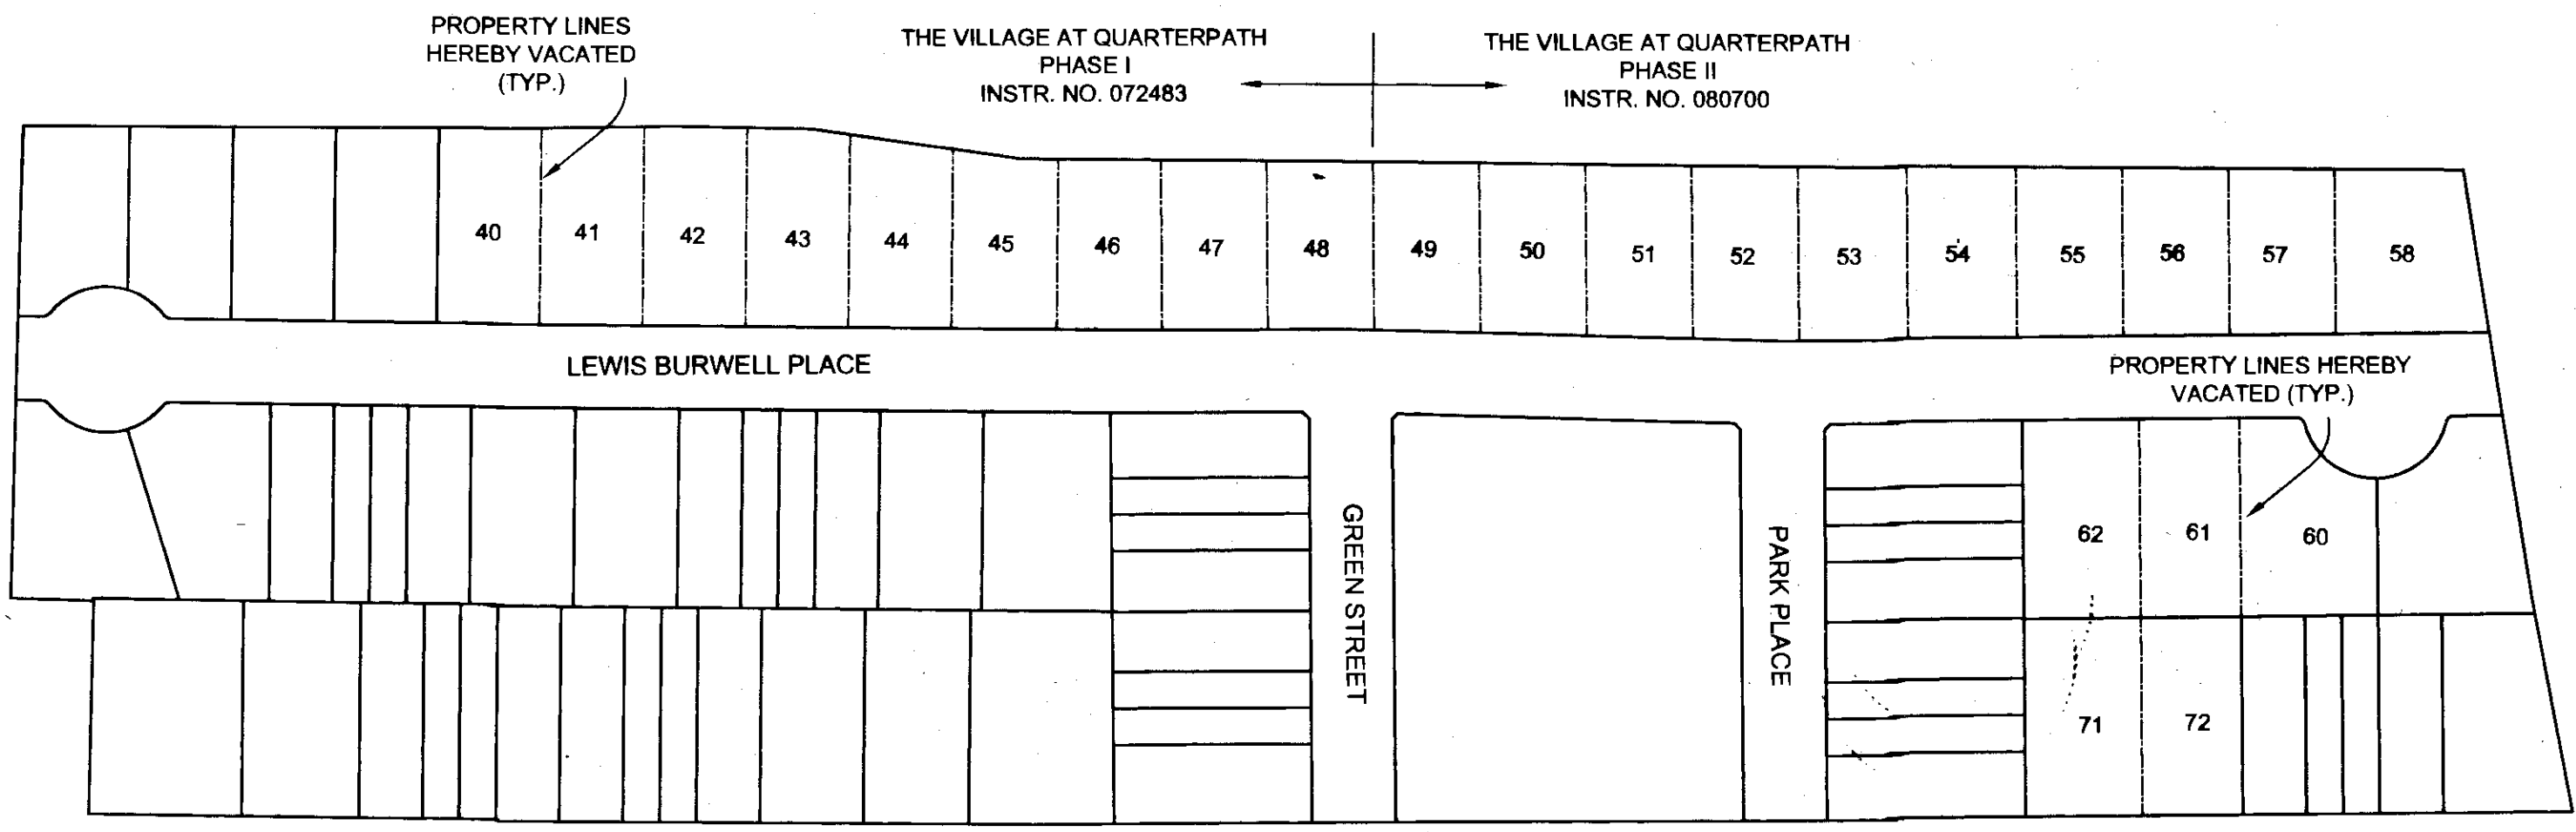 PROPERTY LINES
HEREBY VACATED
(TYP.)
THE VILLAGE AT QUARTERPATH
PHASE I
INSTR. NO. 072483
THE VILLAGE AT QUARTERPATH
PHASE II
INSTR. NO. 080700
40
41
42
43
44
45
46
47
48
49
50
51
52
53
54
55
56
57
58
LEWIS BURWELL PLACE
PROPERTY LINES HEREBY
VACATED (TYP.)
GREEN STREET
PARK PLACE
62
61
60
71
72